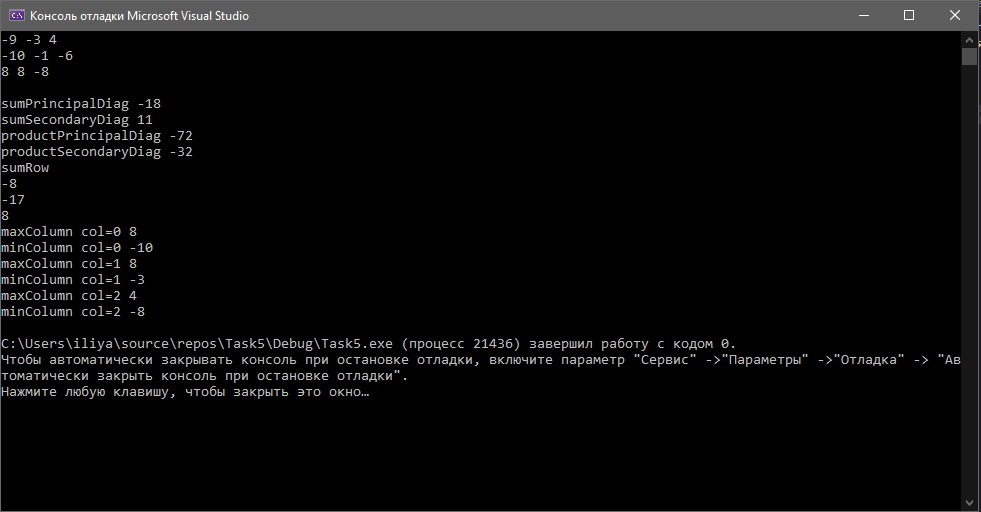 Консоль отладки Microsoft Visual Studio
-9 -3 4
-10 -1 -6
8 8 -8
sumPrincipalDiag -18
sumSecondaryDiag 11
productPrincipalDiag -72
productSecondaryDiag -32
sumRow
-8
-17
8
maxColumn col=0 8
minColumn col=0 -10
maxColumn col=1 8
minColumn col=1 -3
maxColumn col=2 4
minColumn col=2 -8
C:\Users\iliya\source\repos\Task5\Debug\Task5.exe (процесс 21436) завершил работу с кодом 0.
Чтобы автоматически закрывать консоль при остановке отладки, включите параметр "Сервис" ->"Параметры" ->"Отладка" -> "Ав
томатически закрыть консоль при остановке отладки".
Нажмите любую клавишу, чтобы закрыть это окно…